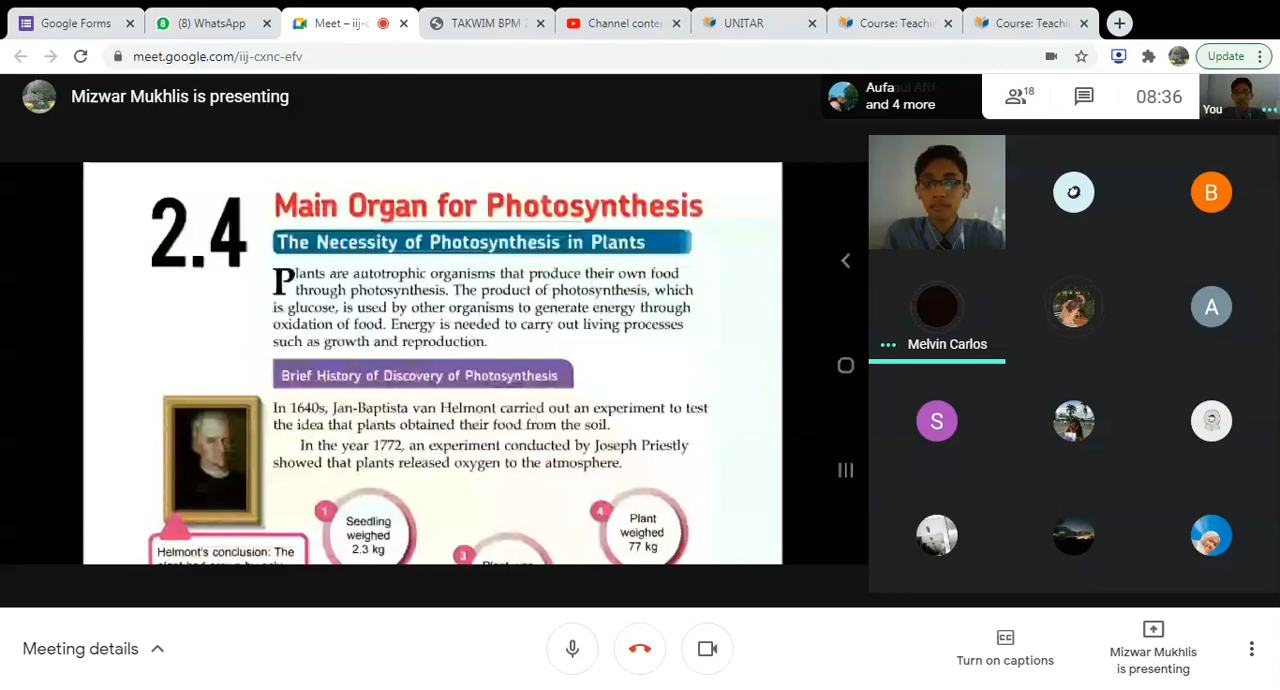 Google Forms
(8) WhatsApp
Meet – iij-c
TAKWIM BPM 2
Channel conte
UNITAR
Course: Teachi
Course: Teachi
meet.google.com/iij-cxnc-efv
Update
Mizwar Mukhlis is presenting
Aufa
and 4 more
18
08:36
You
2.4
Main Organ for Photosynthesis
The Necessity of Photosynthesis in Plants
Plants are autotrophic organisms that produce their own food
through photosynthesis. The product of photosynthesis, which
is glucose, is used by other organisms to generate energy through
oxidation of food. Energy is needed to carry out living processes
such as growth and reproduction.
Brief History of Discovery of Photosynthesis
In 1640s, Jan-Baptista van Helmont carried out an experiment to test
the idea that plants obtained their food from the soil.
In the year 1772, an experiment conducted by Joseph Priestly
showed that plants released oxygen to the atmosphere.
1
Seedling
weighed
2.3 kg
3
4
Plant
weighed
77 kg
Helmont's conclusion: The
B
Melvin Carlos
A
S
Meeting details
CC
Turn on captions
Mizwar Mukhlis
is presenting